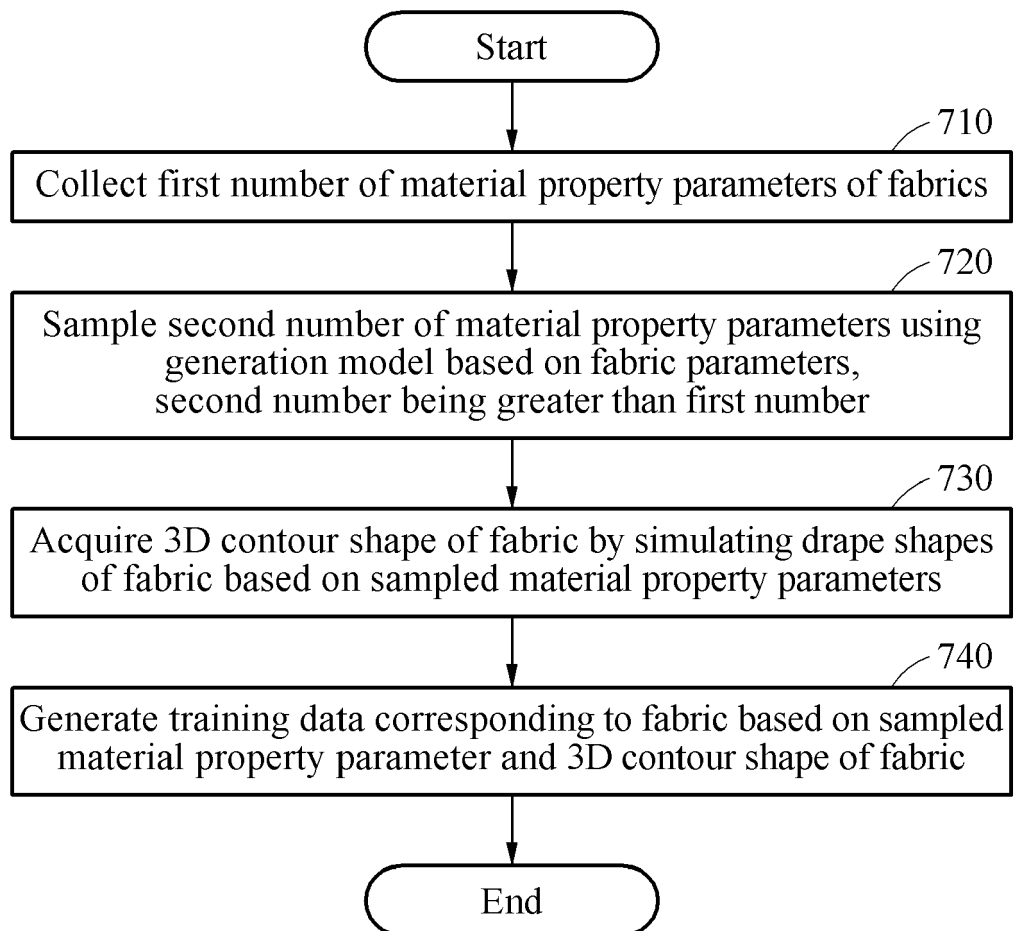 Start
710
Collect first number of material property parameters of fabrics
720
Sample second number of material property parameters using
generation model based on fabric parameters,
second number being greater than first number
730
Acquire 3D contour shape of fabric by simulating drape shapes
of fabric based on sampled material property parameters
740
Generate training data corresponding to fabric based on sampled
material property parameter and 3D contour shape of fabric
End